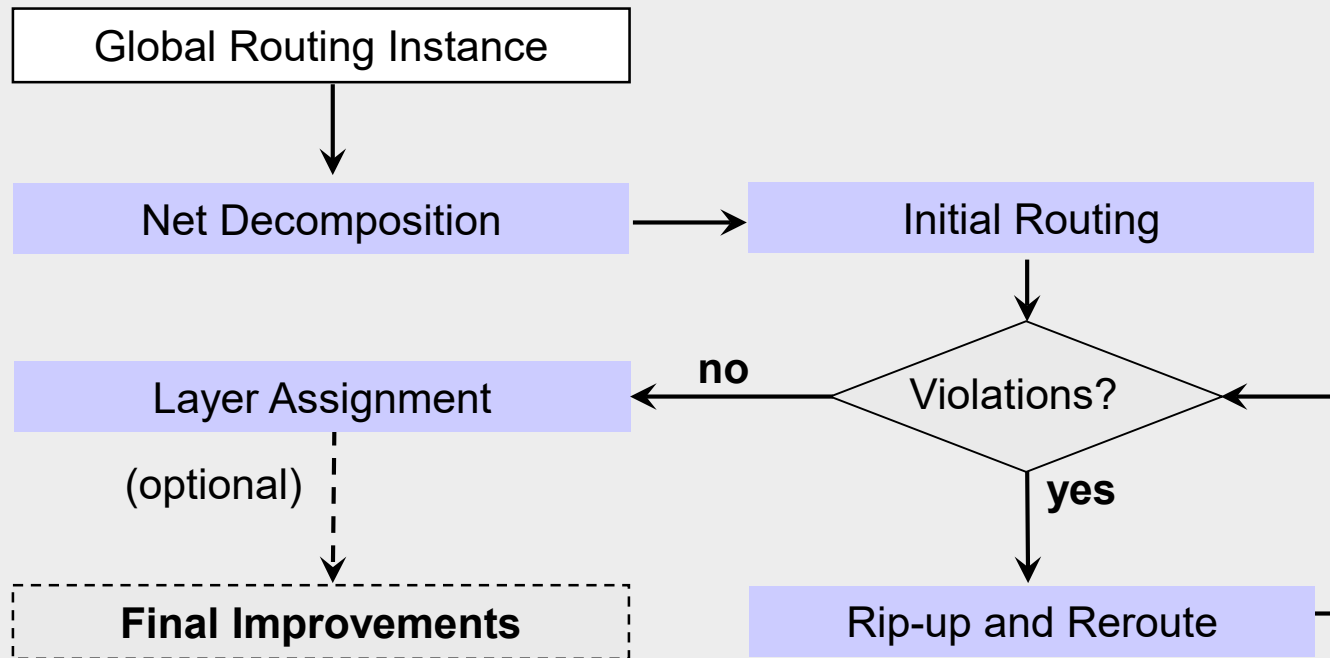 Global Routing Instance
Net Decomposition
Initial Routing
Layer Assignment
no
Violations?
(optional)
yes
Final Improvements
Rip-up and Reroute